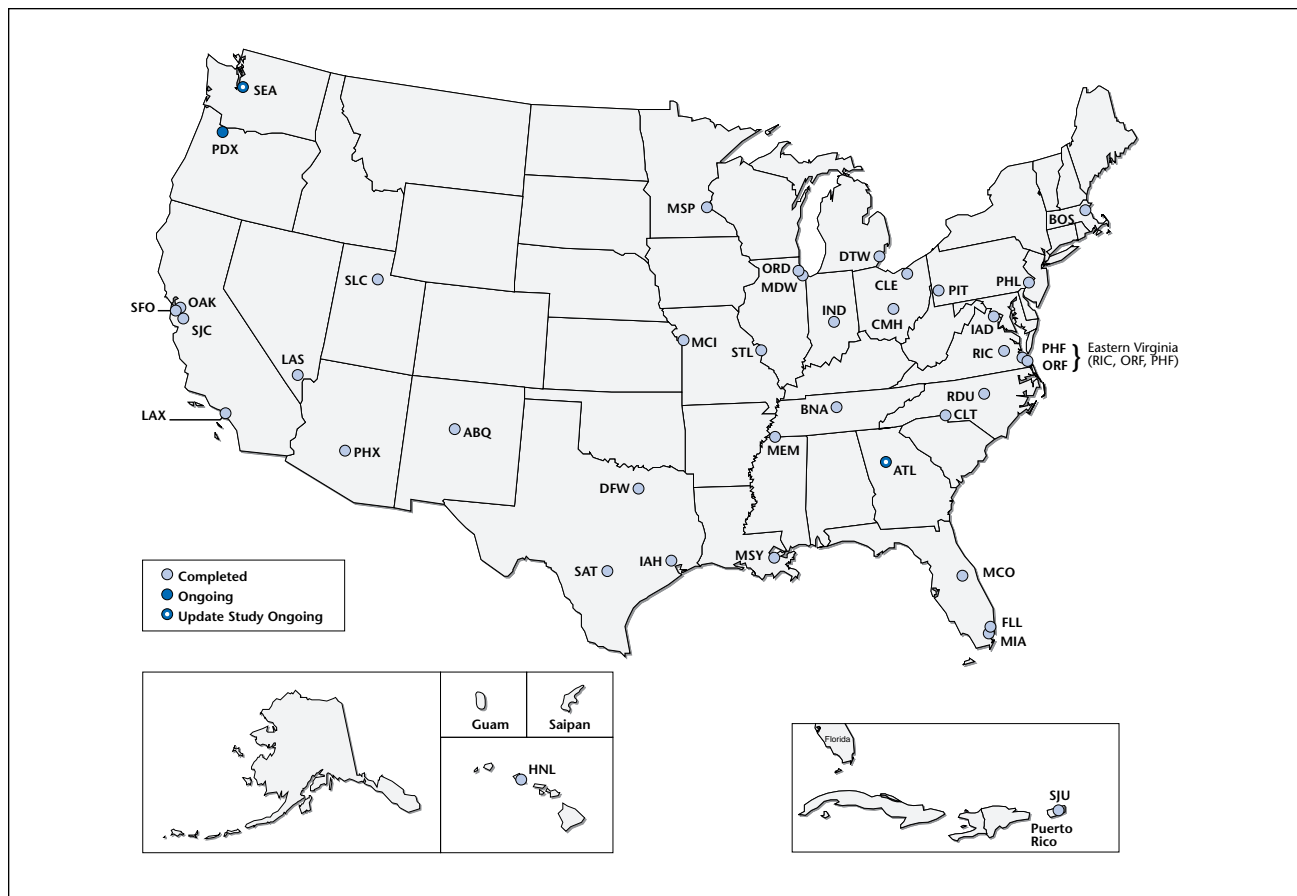 SEA
PDX
MSP
BOS
DTW
ORD
MDW
CLE
PIT
PHL
SLC
SFO
OAK
SJC
IND
CMH
IAD
RIC
PHF
ORF
} Eastern Virginia
(RIC, ORF, PHF)
MCI
STL
LAS
LAX
RDU
CLT
BNA
MEM
ABQ
PHX
ATL
DFW
IAH
SAT
MSY
MCO
FLL
MIA
Completed
Ongoing
Update Study Ongoing
Guam
Saipan
HNL
Florida
SJU
Puerto
Rico